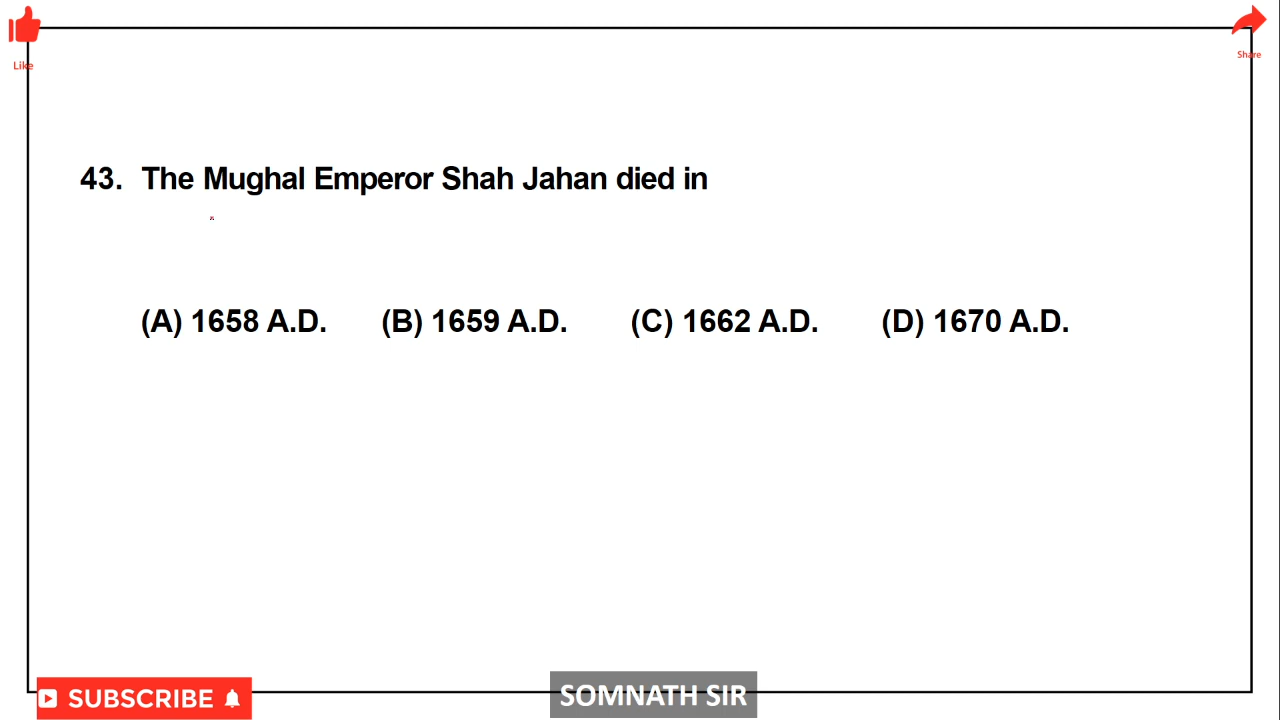 Like
Share
43. The Mughal Emperor Shah Jahan died in
(A) 1658 A.D. (B) 1659 A.D. (C) 1662 A.D. (D) 1670 A.D.
SUBSCRIBE
SOMNATH SIR